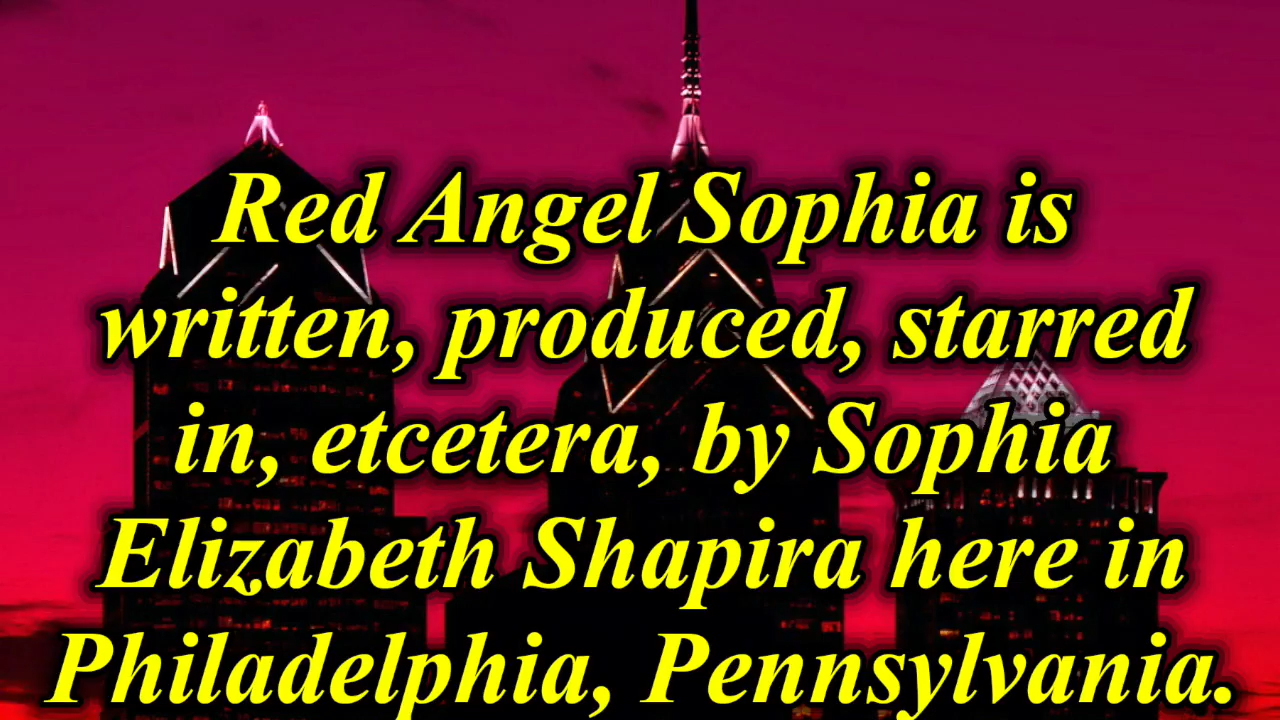 Red Angel Sophia is
written, produced, starred
in, etcetera, by Sophia
Elizabeth Shapira here in
Philadelphia, Pennsylvania.